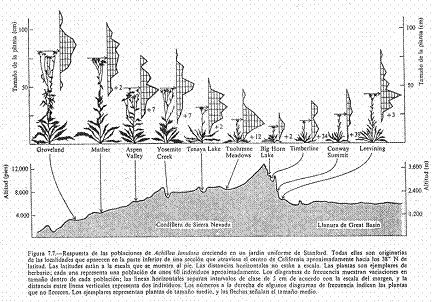 Tamaño de la planta (cm)
100
50
+2
+7
+7
+2
+12
+2
+34
+39
+3
100
50
Tamaño de la planta (cm)
Groveland
Mather
Aspen
Valley
Yosemite
Creek
Tenaya Lake
Tuolumne
Meadows
Big Horn
Lake
Timberline
Conway
Summit
Leevining
Altitud (pies)
12,000
8.000
4.000
Cordillera de Sierra Nevada
Llanura de Great Basin
3.600
2.400
1.200
Altitud (m)
Figura 7.7.—Respuesta de las poblaciones de Achillea lanulosa creciendo en un jardín uniforme de Stanford. Todas ellas son originarias
de las localidades que aparecen en la parte inferior de una sección que atraviesa el centro de California aproximadamente hacia los 38° N de
latitud. Las latitudes están a la escala que se muestra al pie. Las distancias horizontales no están a escala. Las plantas son ejemplares de
herbario; cada una representa una población de unos 60 individuos aproximadamente. Los diagramas de frecuencia muestran variaciones en
tamaño dentro de cada población; las líneas horizontales separan intervalos de clase de 5 cm de acuerdo con la escala del margen, y la
distancia entre líneas verticales representa dos individuos. Los números a la derecha de algunos diagramas de frecuencia indican las plantas
que no florecen. Los ejemplares representan plantas de tamaño medio, y las flechas señalan el tamaño medio.